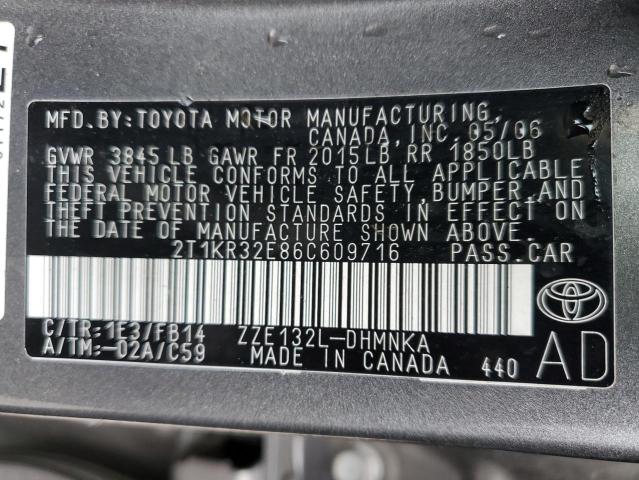 MFD. BY: TOYOTA MOTOR MANUFACTURING,
CANADA, INC. 05/06
GVWR 3845 LB GAWR FR 2015LB RR 1850LB
THIS VEHICLE CONFORMS TO ALL APPLICABLE
FEDERAL MOTOR VEHICLE SAFETY, BUMPER, AND
THEFT PREVENTION STANDARDS IN EFFECT ON
THE DATE OF MANUFACTURE SHOWN ABOVE.
2T1KR32E86C609716 PASS. CAR
C/TR: 1E3/FB14 ZZE132L-DHMNKA
A/TM: -02A/C59 MADE IN CANADA 440 AD